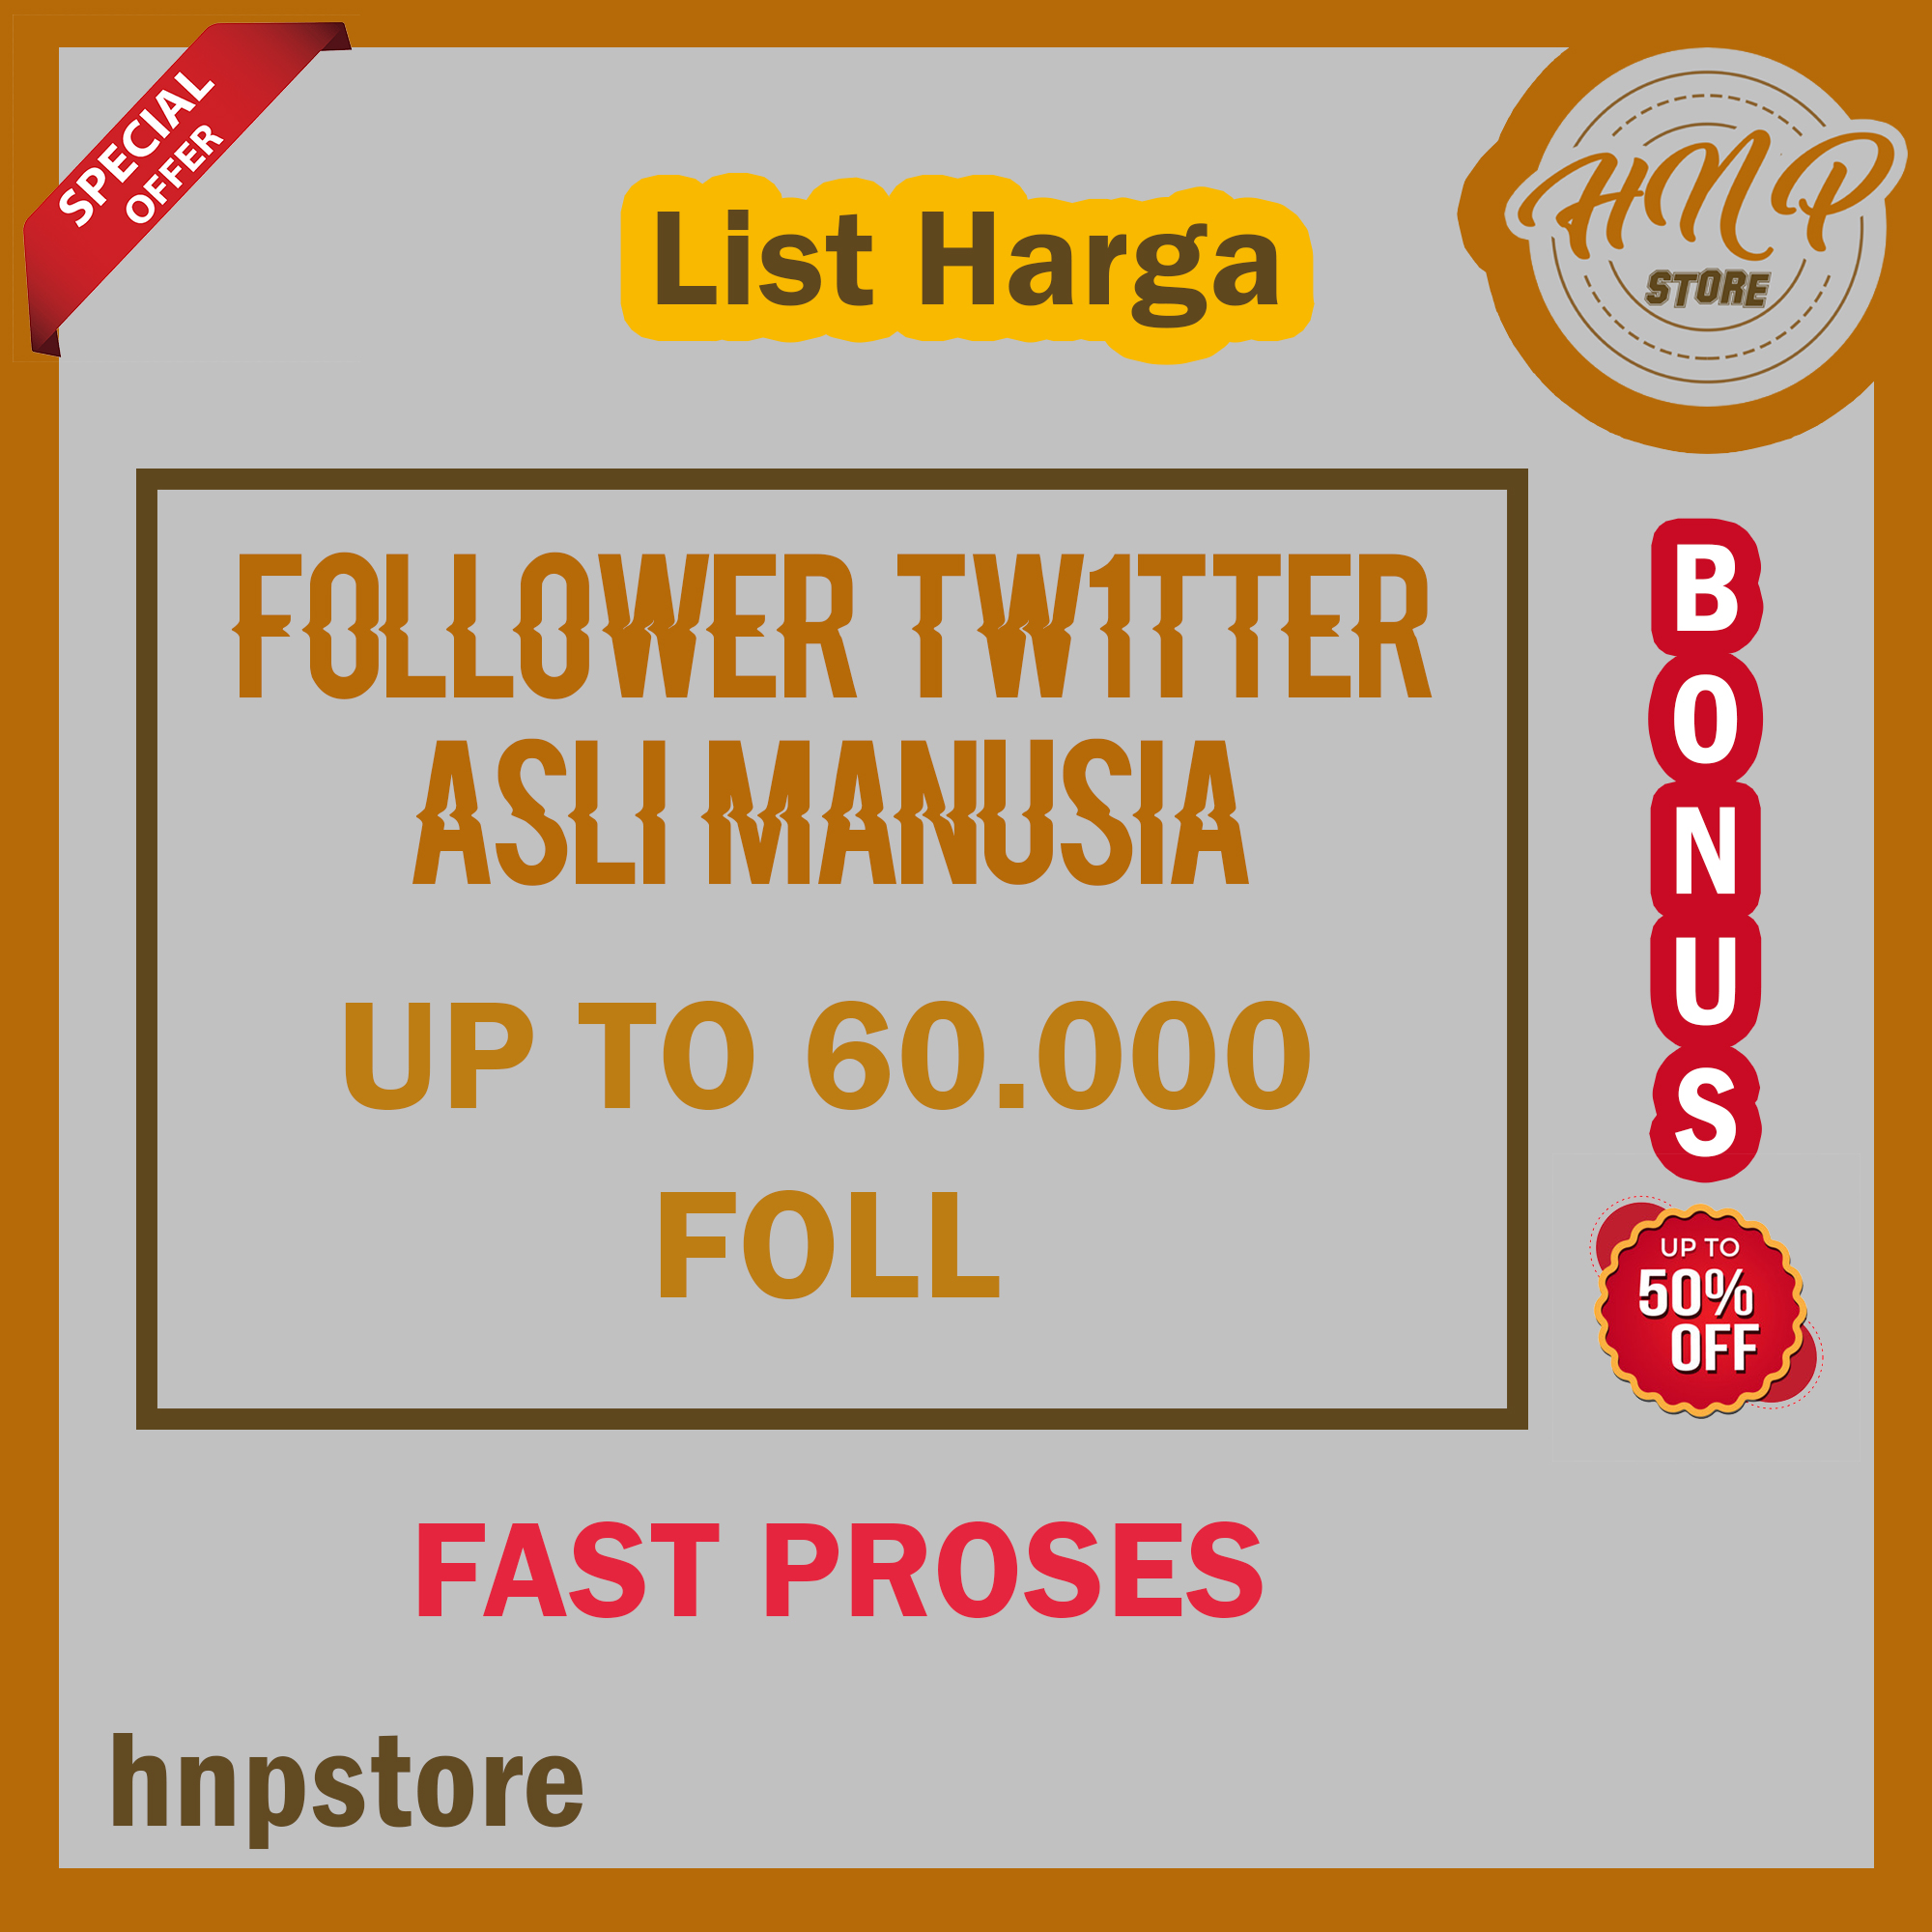 SPECIAL
OFFER
List Harga
HNP
STORE
FOLLOWER TW1TTER
ASLI MANUSIA
UP TO 60.000
FOLL
BONUS
UP TO
50%
OFF
FAST PROSES
hnpstore